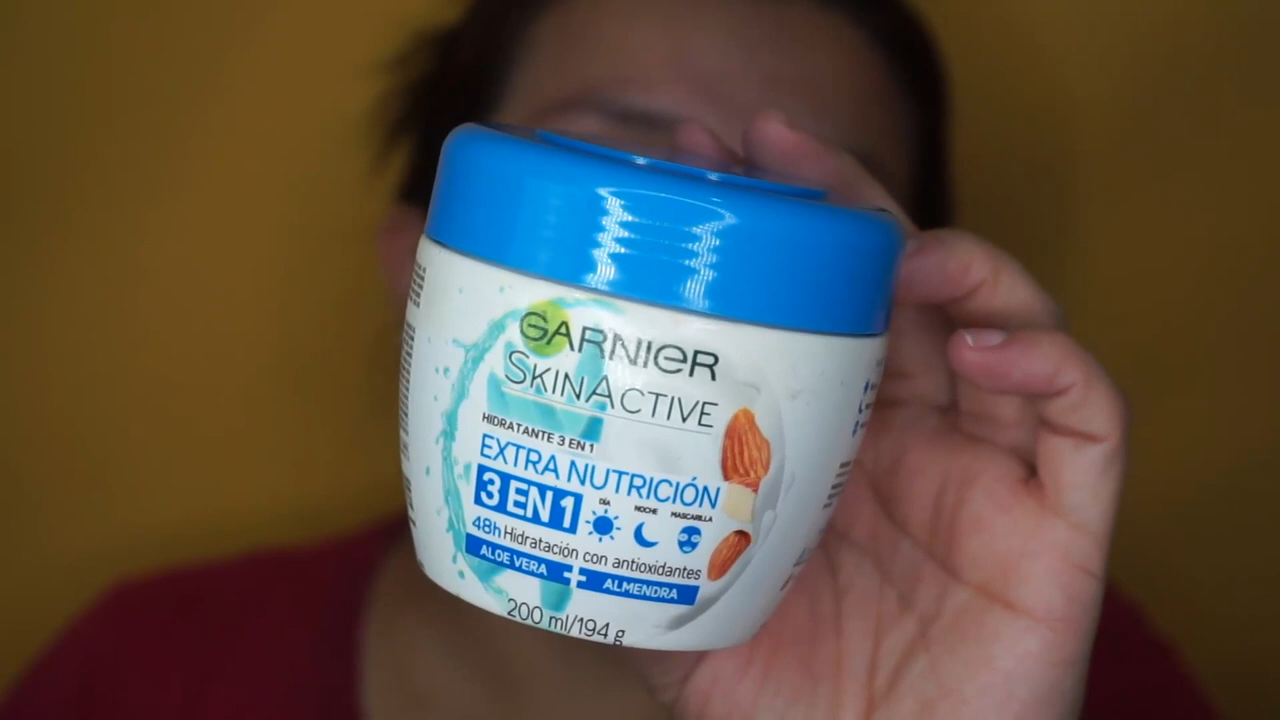 GARNIER
SKINACTIVE
HIDRATANTE 3 EN 1
EXTRA NUTRICIÓN
3 EN 1
DÍA NOCHE MASCARILLA
48h Hidratación con antioxidantes
ALOE VERA + ALMENDRA
200 ml/194 g